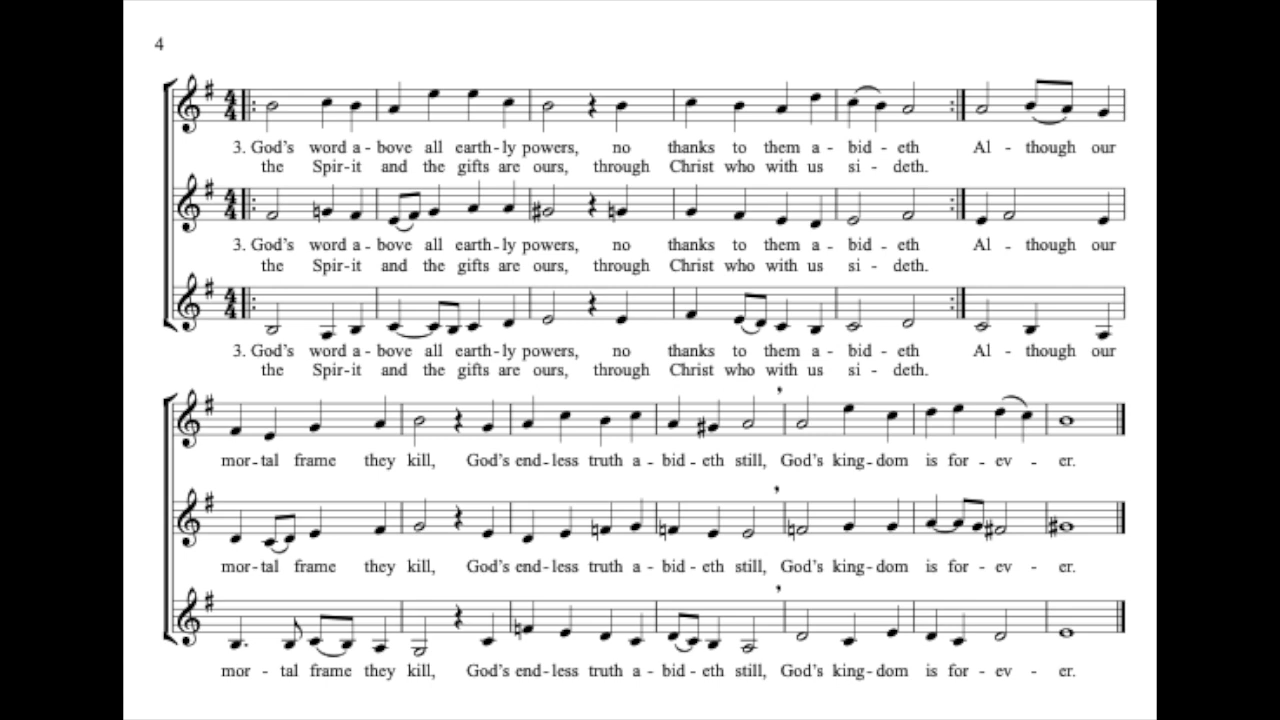 4
3. God's word a - bove all earth - ly powers, no thanks to them a - bid - eth Al - though our
the Spir - it and the gifts are ours, through Christ who with us si - deth.
3. God's word a - bove all earth - ly powers, no thanks to them a - bid - eth Al - though our
the Spir - it and the gifts are ours, through Christ who with us si - deth.
3. God's word a - bove all earth - ly powers, no thanks to them a - bid - eth Al - though our
the Spir - it and the gifts are ours, through Christ who with us si - deth.
mor - tal frame they kill, God's end - less truth a - bid - eth still, God's king - dom is for - ev - er.
mor - tal frame they kill, God's end - less truth a - bid - eth still, God's king - dom is for - ev - er.
mor - tal frame they kill, God's end - less truth a - bid - eth still, God's king - dom is for - ev - er.